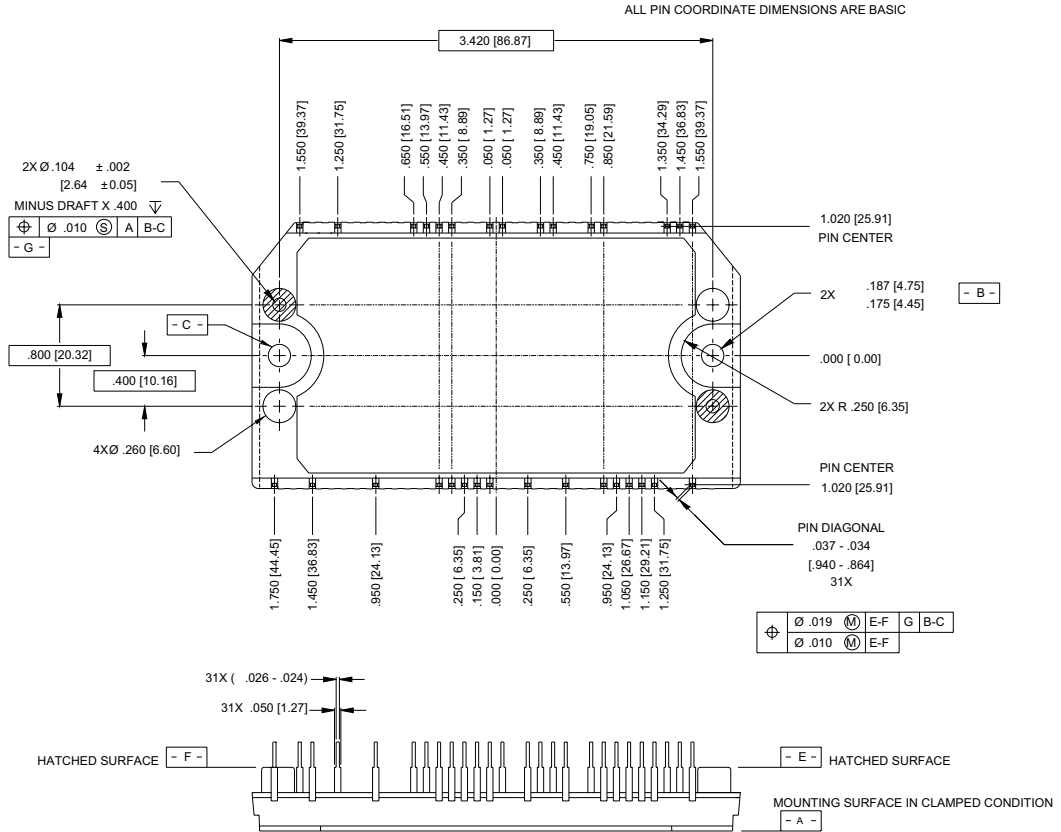 ALL PIN COORDINATE DIMENSIONS ARE BASIC
3.420 [86.87]
1.550 [39.37]
1.250 [31.75]
.650 [16.51]
.550 [13.97]
.450 [11.43]
.350 [ 8.89]
.050 [ 1.27]
.050 [ 1.27]
.350 [ 8.89]
.450 [11.43]
.750 [19.05]
.850 [21.59]
1.350 [34.29]
1.450 [36.83]
1.550 [39.37]
2X Ø .104 ± .002
[2.64 ±0.05]
MINUS DRAFT X .400
Ø .010 Ⓢ A B-C
- G -
1.020 [25.91]
PIN CENTER
2X .187 [4.75]
.175 [4.45]
- B -
- C -
.800 [20.32]
.400 [10.16]
.000 [ 0.00]
2X R .250 [6.35]
4XØ .260 [6.60]
PIN CENTER
1.020 [25.91]
PIN DIAGONAL
.037 - .034
[.940 - .864]
31X
1.750 [44.45]
1.450 [36.83]
.950 [24.13]
.250 [ 6.35]
.150 [ 3.81]
.000 [ 0.00]
.250 [ 6.35]
.550 [13.97]
.950 [24.13]
1.050 [26.67]
1.150 [29.21]
1.250 [31.75]
Ø .019 Ⓜ E-F G B-C
Ø .010 Ⓜ E-F
31X ( .026 - .024)
31X .050 [1.27]
HATCHED SURFACE - F -
- E - HATCHED SURFACE
MOUNTING SURFACE IN CLAMPED CONDITION
- A -